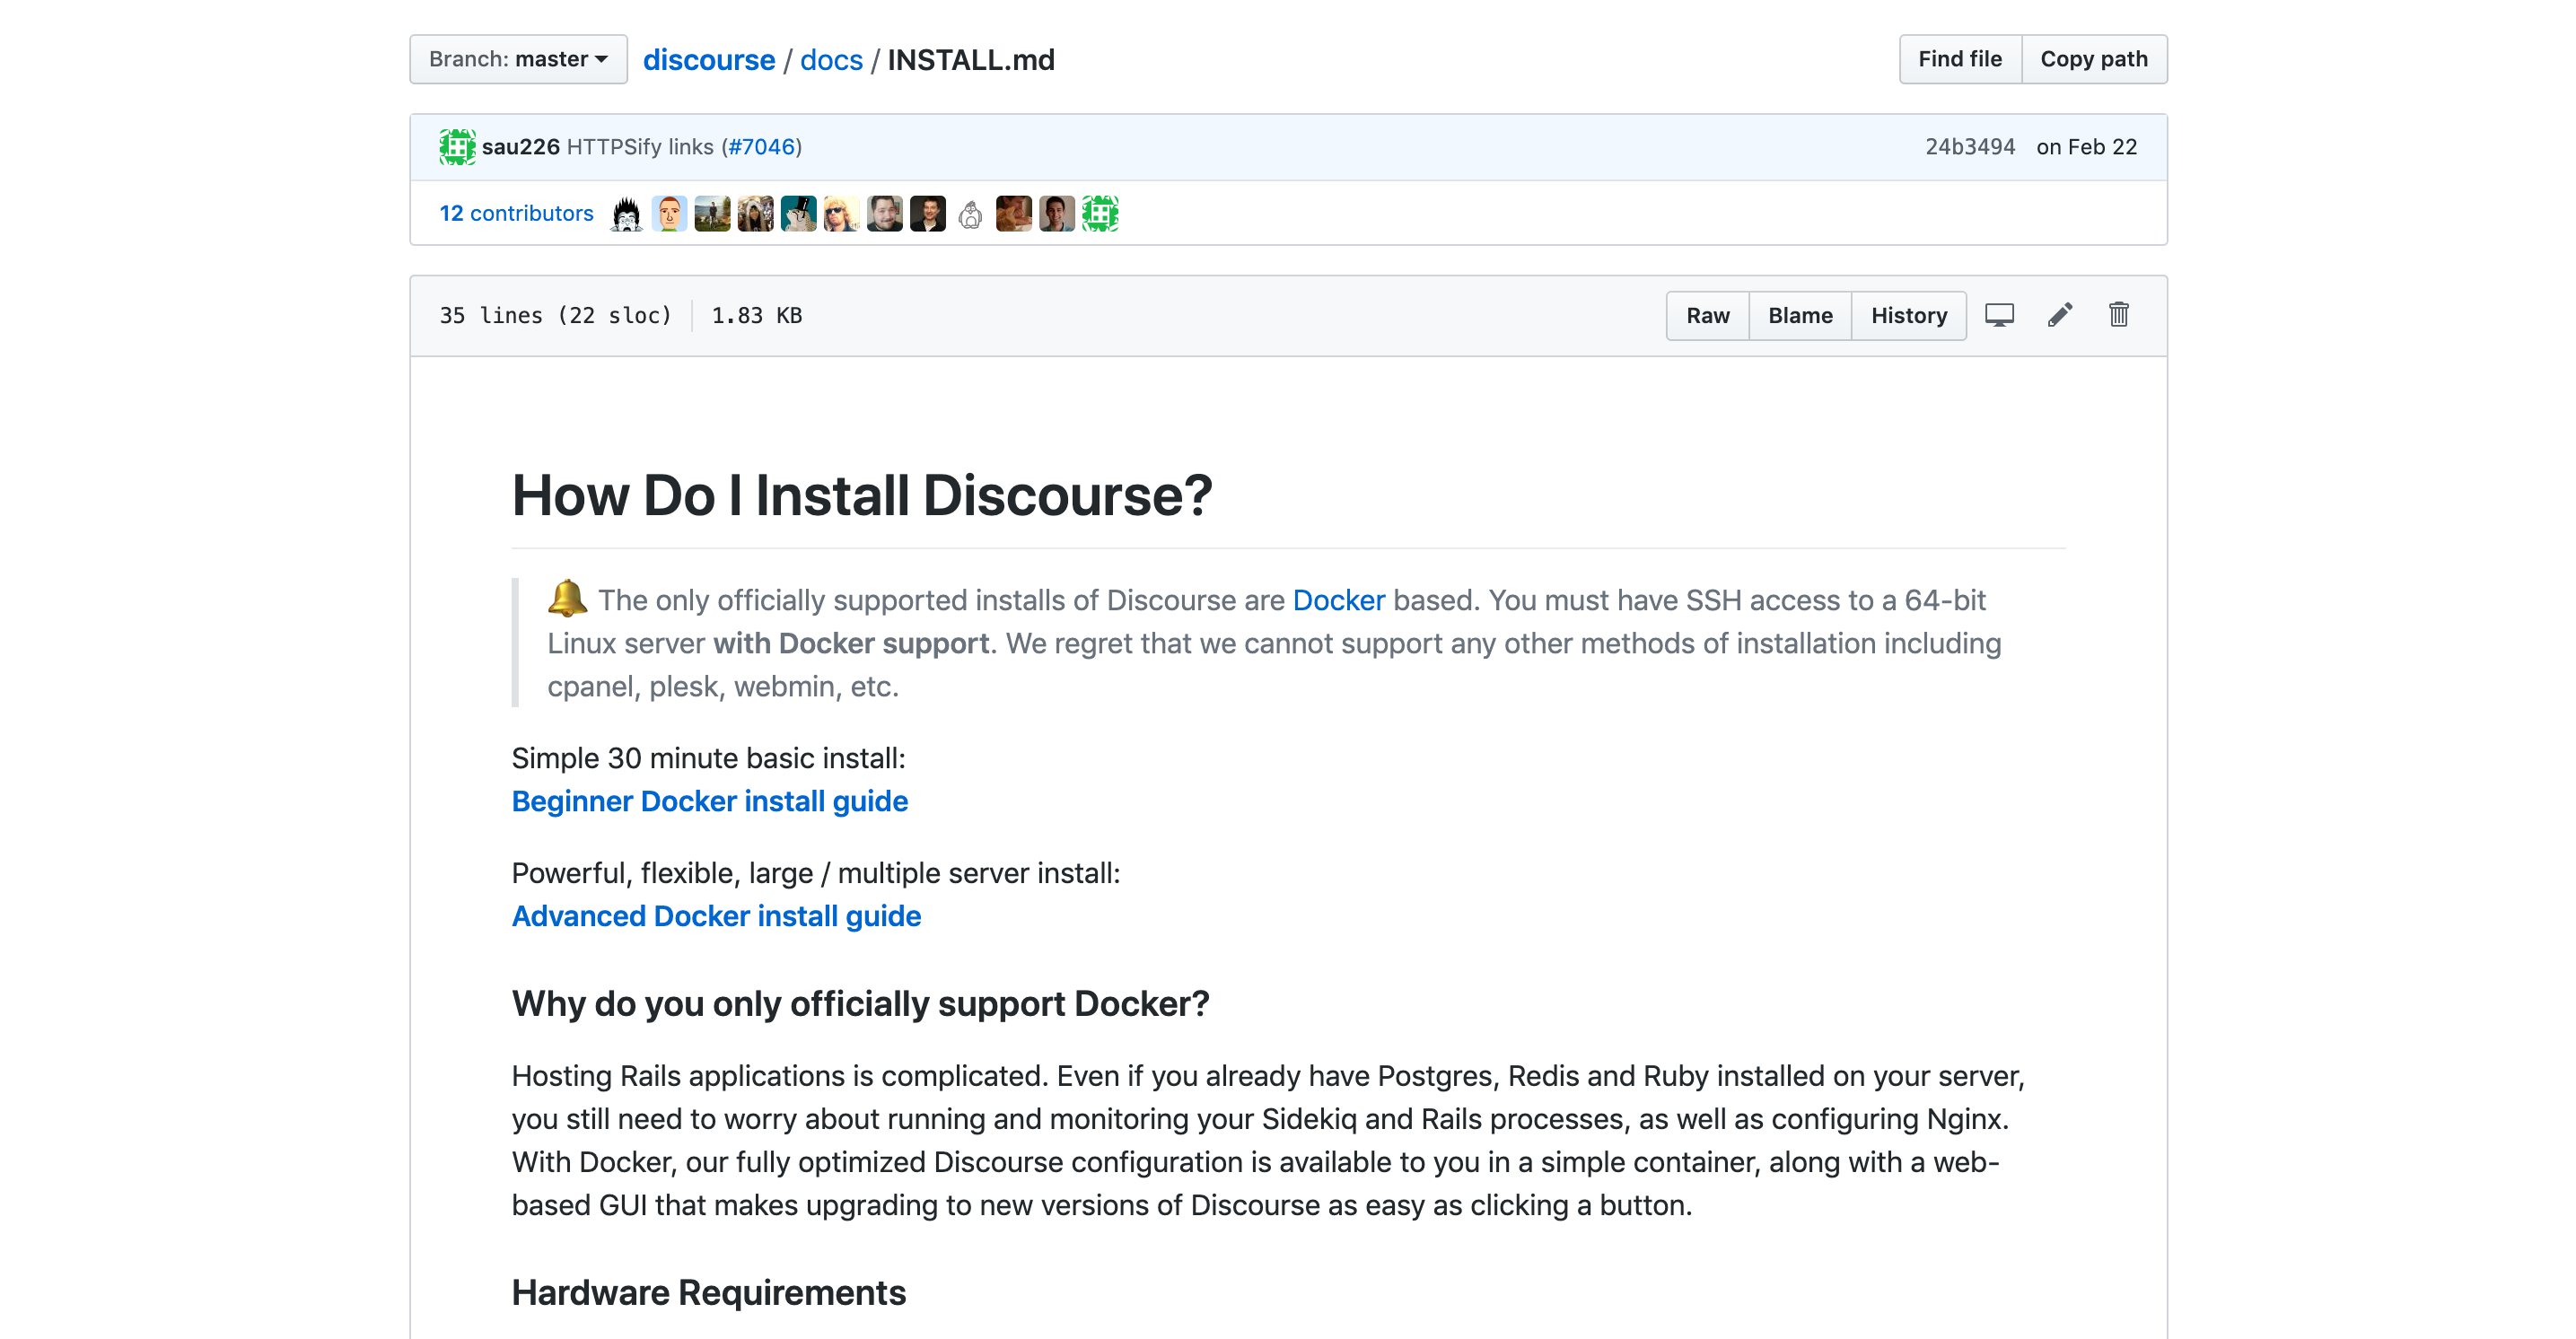 Branch: master
discourse / docs / INSTALL.md
Find file
Copy path
sau226 HTTPSify links (#7046)
24b3494 on Feb 22
12 contributors
35 lines (22 sloc)
1.83 KB
Raw
Blame
History
How Do I Install Discourse?
The only officially supported installs of Discourse are Docker based. You must have SSH access to a 64-bit
Linux server with Docker support. We regret that we cannot support any other methods of installation including
cpanel, plesk, webmin, etc.
Simple 30 minute basic install:
Beginner Docker install guide
Powerful, flexible, large / multiple server install:
Advanced Docker install guide
Why do you only officially support Docker?
Hosting Rails applications is complicated. Even if you already have Postgres, Redis and Ruby installed on your server,
you still need to worry about running and monitoring your Sidekiq and Rails processes, as well as configuring Nginx.
With Docker, our fully optimized Discourse configuration is available to you in a simple container, along with a web-
based GUI that makes upgrading to new versions of Discourse as easy as clicking a button.
Hardware Requirements